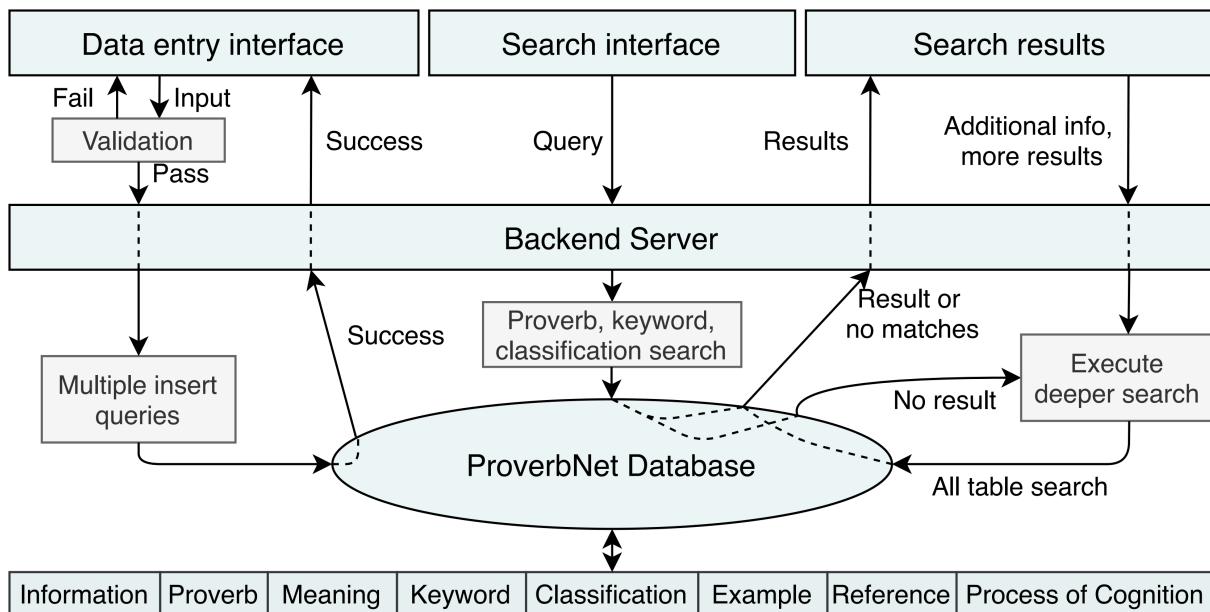 Data entry interface
Search interface
Search results
Fail
Input
Validation
Pass
Success
Query
Results
Additional info,
more results
Backend Server
Success
Proverb, keyword,
classification search
Result or
no matches
Multiple insert
queries
Execute
deeper search
No result
ProverbNet Database
All table search
Information
Proverb
Meaning
Keyword
Classification
Example
Reference
Process of Cognition